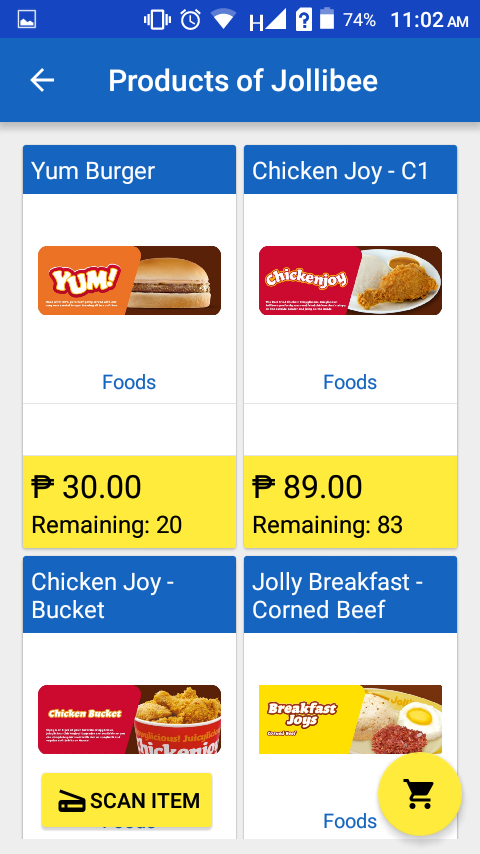 H ? 74% 11:02 AM
Products of Jollibee
Yum Burger
YUM!
Foods
₱ 30.00
Remaining: 20
Chicken Joy - C1
Chickenjoy
Foods
₱ 89.00
Remaining: 83
Chicken Joy -
Bucket
Chicken Bucket
SCAN ITEM
Jolly Breakfast -
Corned Beef
Breakfast
Joys
Corned Beef
Foods